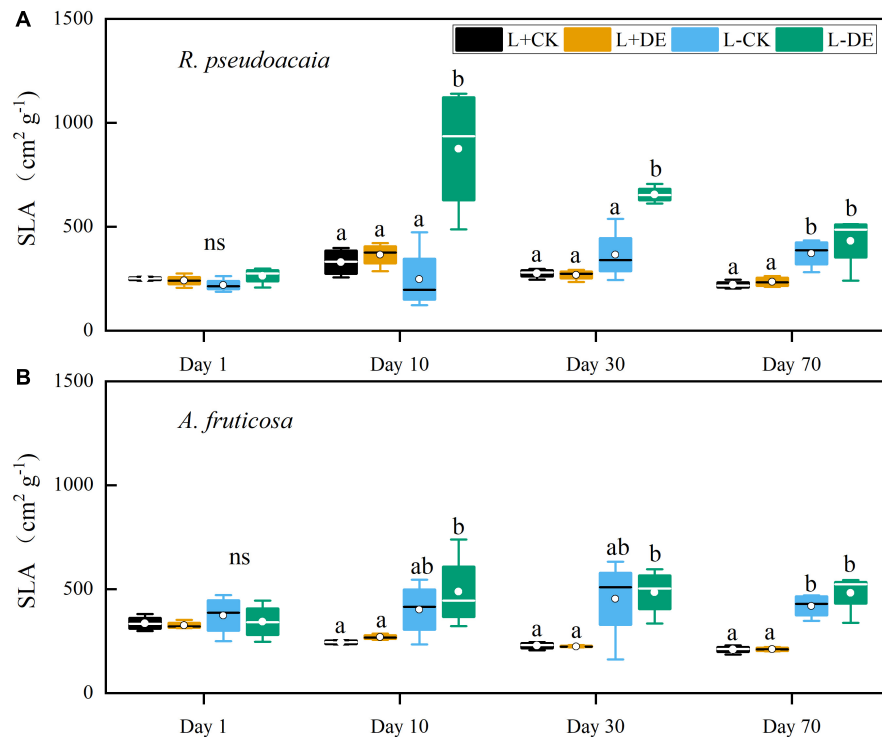 A
1500
L+CK L+DE L-CK L-DE
R. pseudoacaia
b
1000
b
SLA （cm² g⁻¹）
500
ns
a a a
a a a
a a b b
0
Day 1 Day 10 Day 30 Day 70
B
1500
A. fruticosa
1000
SLA （cm² g⁻¹）
ns
500
a a ab b
a a ab b
a a b b
0
Day 1 Day 10 Day 30 Day 70